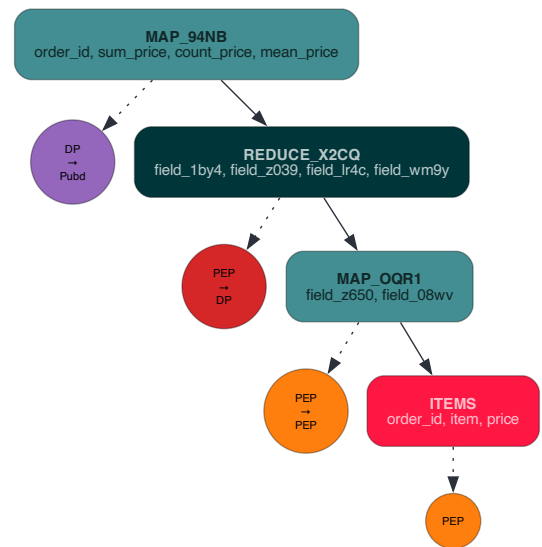 MAP_94NB
order_id, sum_price, count_price, mean_price
DP
→
Pubd
REDUCE_X2CQ
field_1by4, field_z039, field_lr4c, field_wm9y
PEP
→
DP
MAP_OQR1
field_z650, field_08wv
PEP
→
PEP
ITEMS
order_id, item, price
PEP